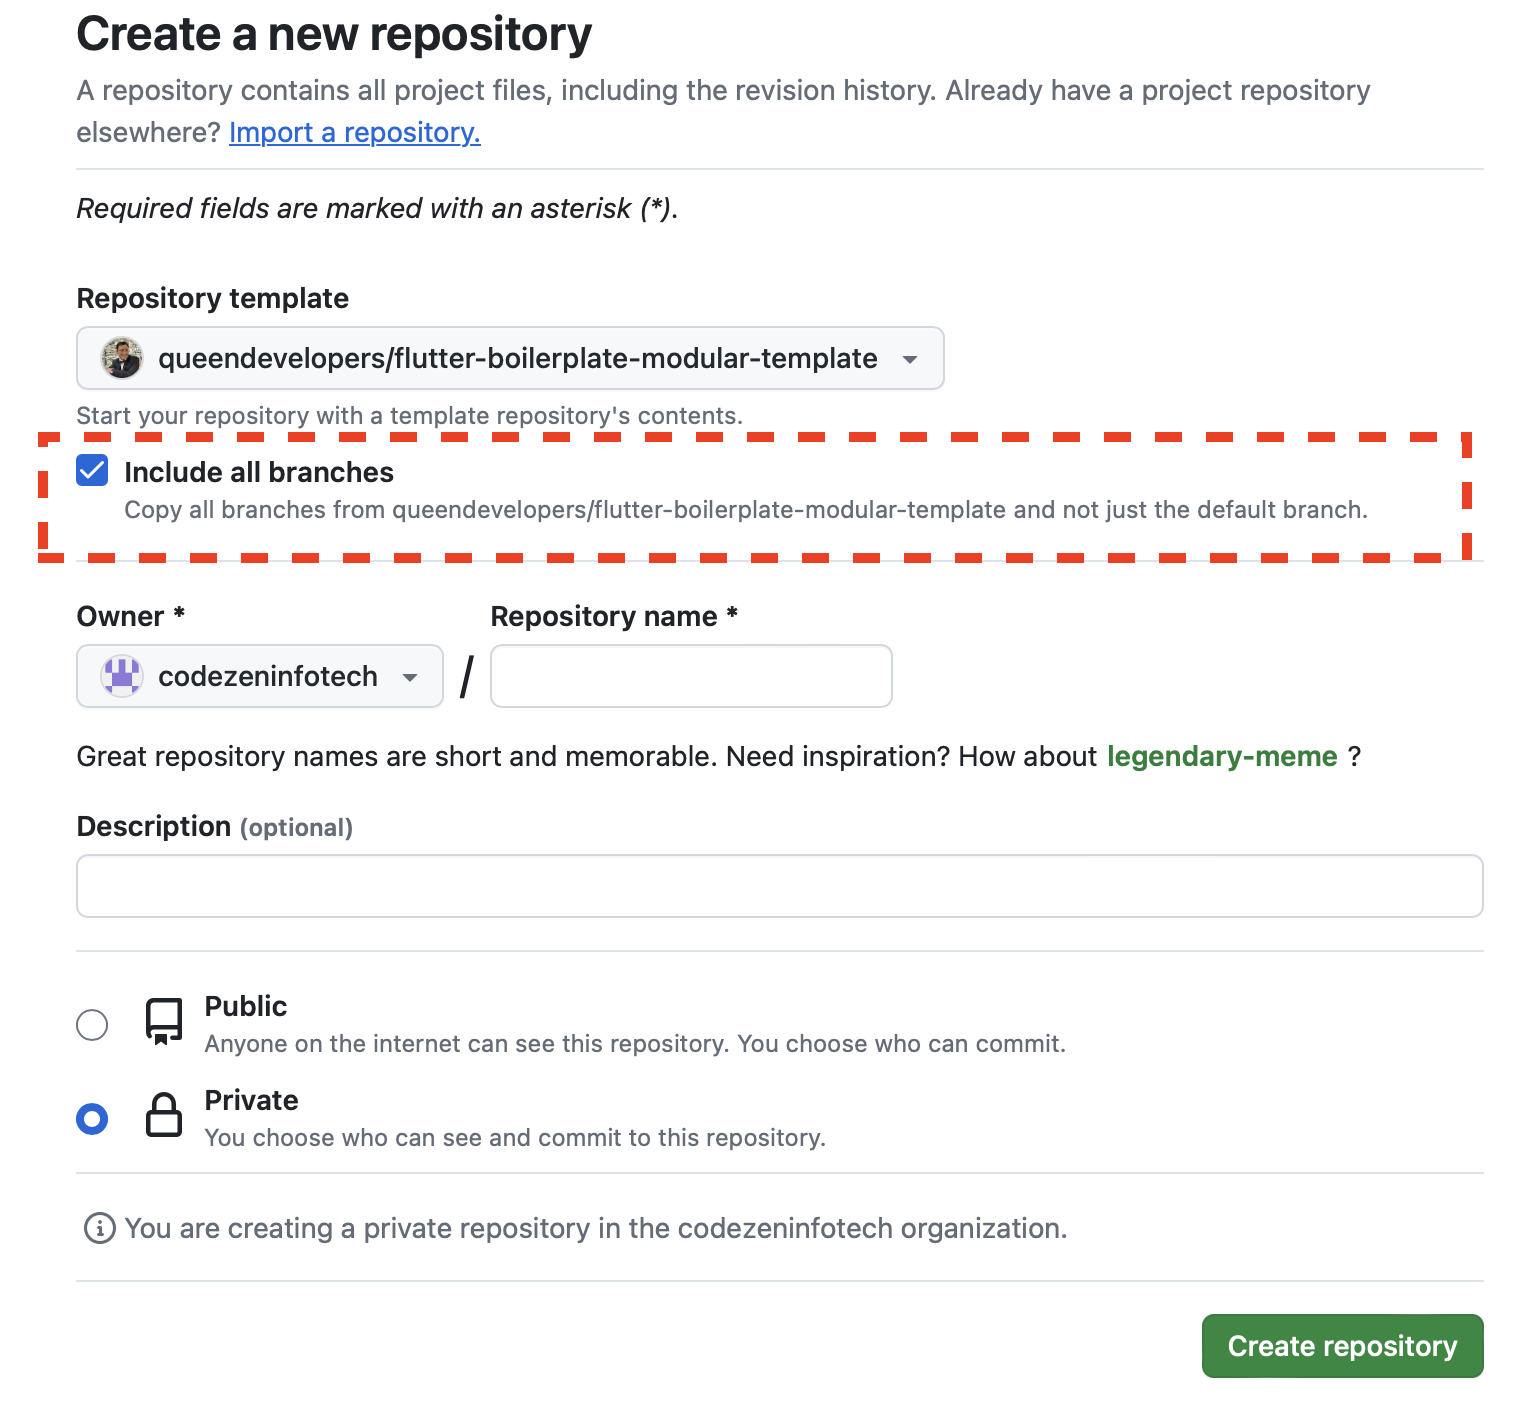 Create a new repository
A repository contains all project files, including the revision history. Already have a project repository
elsewhere? Import a repository.
Required fields are marked with an asterisk (*).
Repository template
queendevelopers/flutter-boilerplate-modular-template
Start your repository with a template repository's contents.
Include all branches
Copy all branches from queendevelopers/flutter-boilerplate-modular-template and not just the default branch.
Owner * Repository name *
codezeninfotech /
Great repository names are short and memorable. Need inspiration? How about legendary-meme ?
Description (optional)
Public
Anyone on the internet can see this repository. You choose who can commit.
Private
You choose who can see and commit to this repository.
You are creating a private repository in the codezeninfotech organization.
Create repository